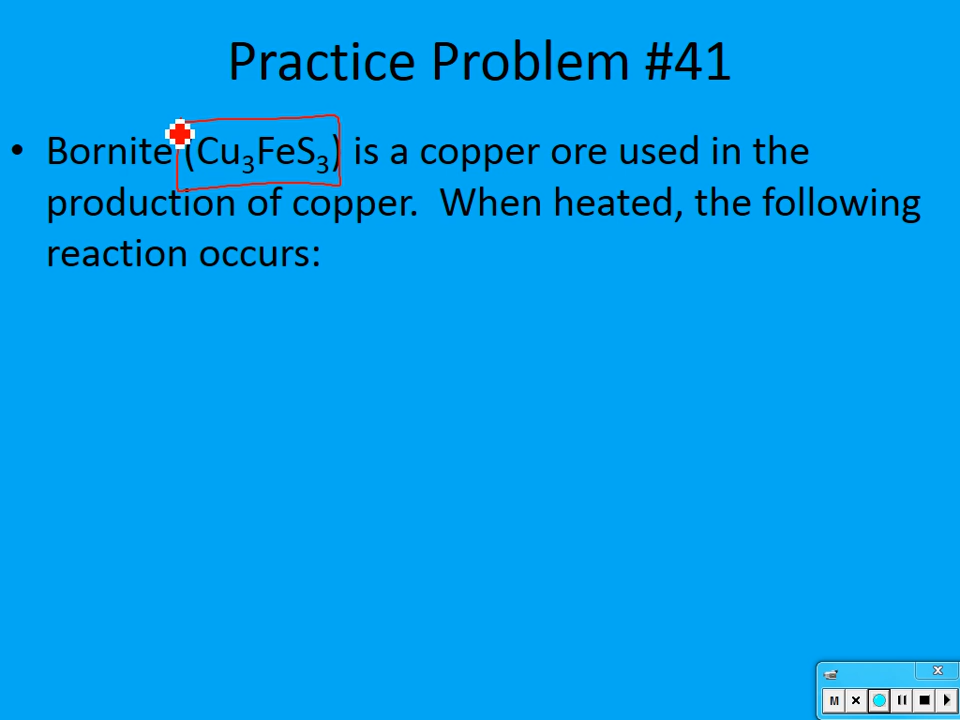 Practice Problem #41
• Bornite (Cu₃FeS₃) is a copper ore used in the
production of copper.  When heated, the following
reaction occurs:
M